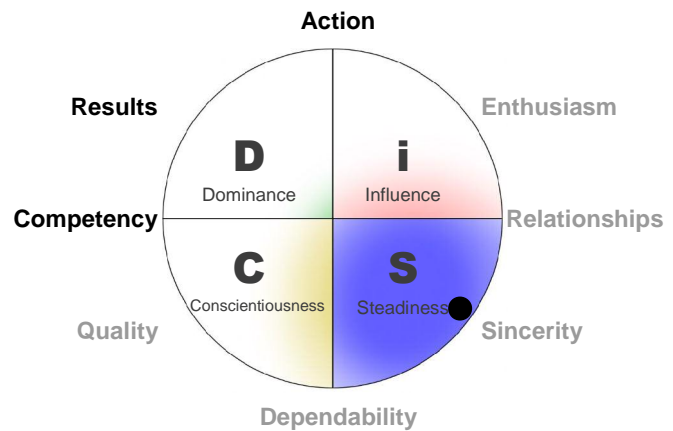 Action
Results
Enthusiasm
D
i
Dominance
Influence
Competency
Relationships
C
S
Conscientiousness
Steadiness
Quality
Sincerity
Dependability